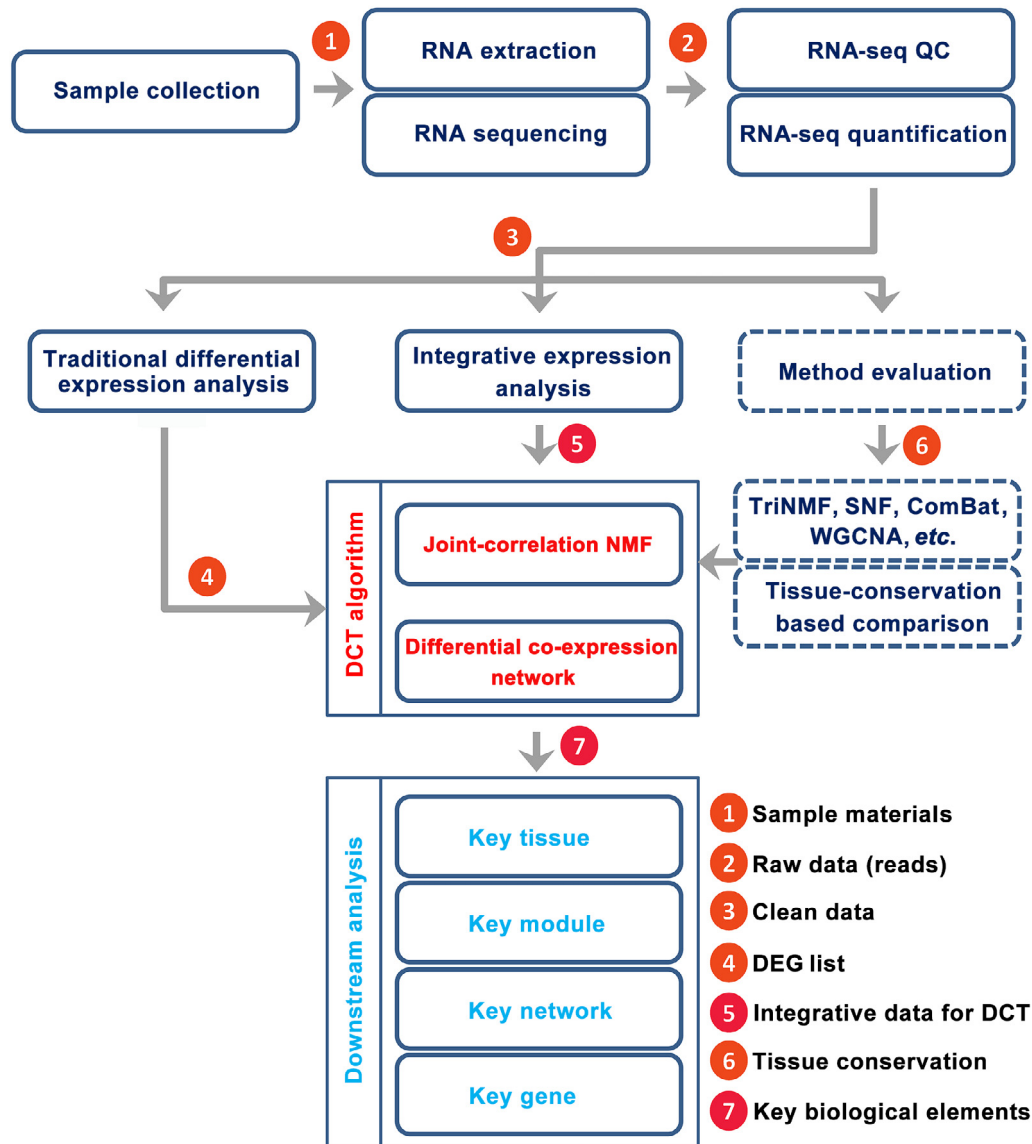 1
2
RNA extraction
RNA-seq QC
Sample collection
RNA sequencing
RNA-seq quantification
3
Traditional differential
expression analysis
Integrative expression
analysis
Method evaluation
5
6
DCT algorithm
Joint-correlation NMF
TriNMF, SNF, ComBat,
WGCNA, etc.
4
Tissue-conservation
based comparison
Differential co-expression
network
7
Downstream analysis
Key tissue
Key module
Key network
Key gene
1 Sample materials
2 Raw data (reads)
3 Clean data
4 DEG list
5 Integrative data for DCT
6 Tissue conservation
7 Key biological elements